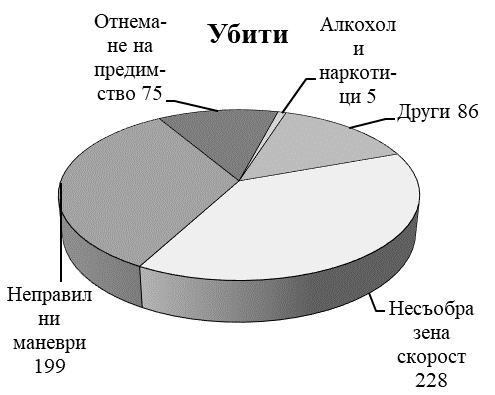 Убити
Отнема-
не на
предим-
ство 75
Алкохол
и
наркоти-
ци 5
Други 86
Неправил
ни
маневри
199
Несъобра
зена
скорост
228